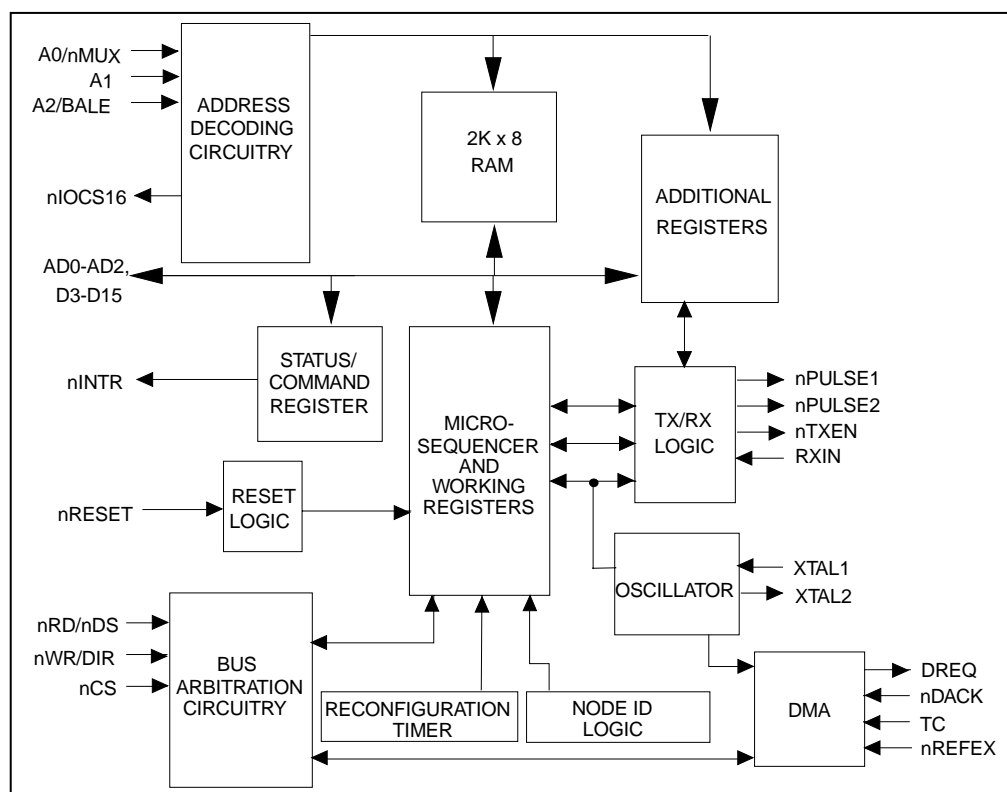 A0/nMUX
A1
A2/BALE
nIOCS16
AD0-AD2,
D3-D15
nINTR
nRESET
nRD/nDS
nWR/DIR
nCS
ADDRESS
DECODING
CIRCUITRY
2K x 8
RAM
ADDITIONAL
REGISTERS
STATUS/
COMMAND
REGISTER
RESET
LOGIC
MICRO-
SEQUENCER
AND
WORKING
REGISTERS
TX/RX
LOGIC
nPULSE1
nPULSE2
nTXEN
RXIN
OSCILLATOR
XTAL1
XTAL2
BUS
ARBITRATION
CIRCUITRY
RECONFIGURATION
TIMER
NODE ID
LOGIC
DMA
DREQ
nDACK
TC
nREFEX